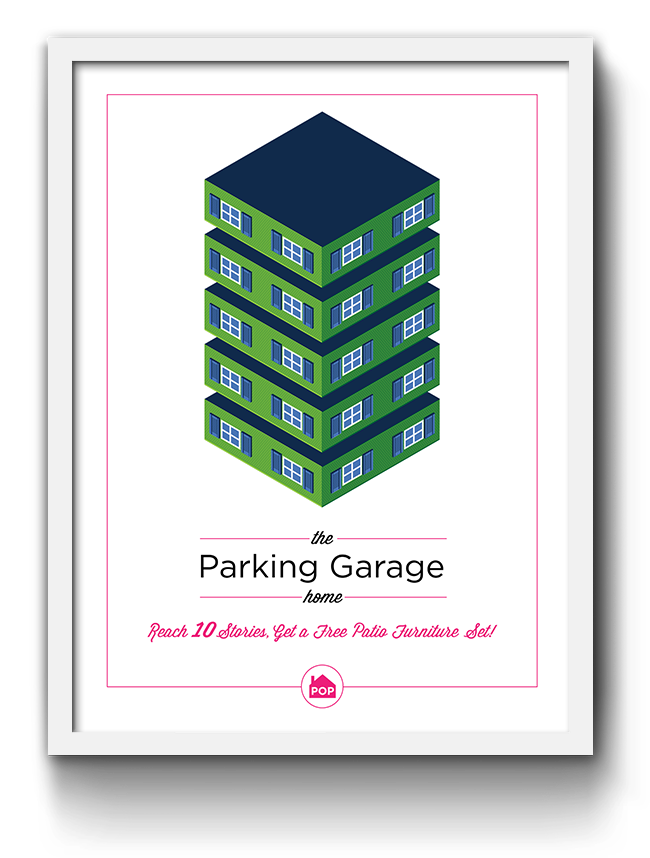 the
Parking Garage
home
Reach 10 Stories, Get a Free Patio Furniture Set!
POP